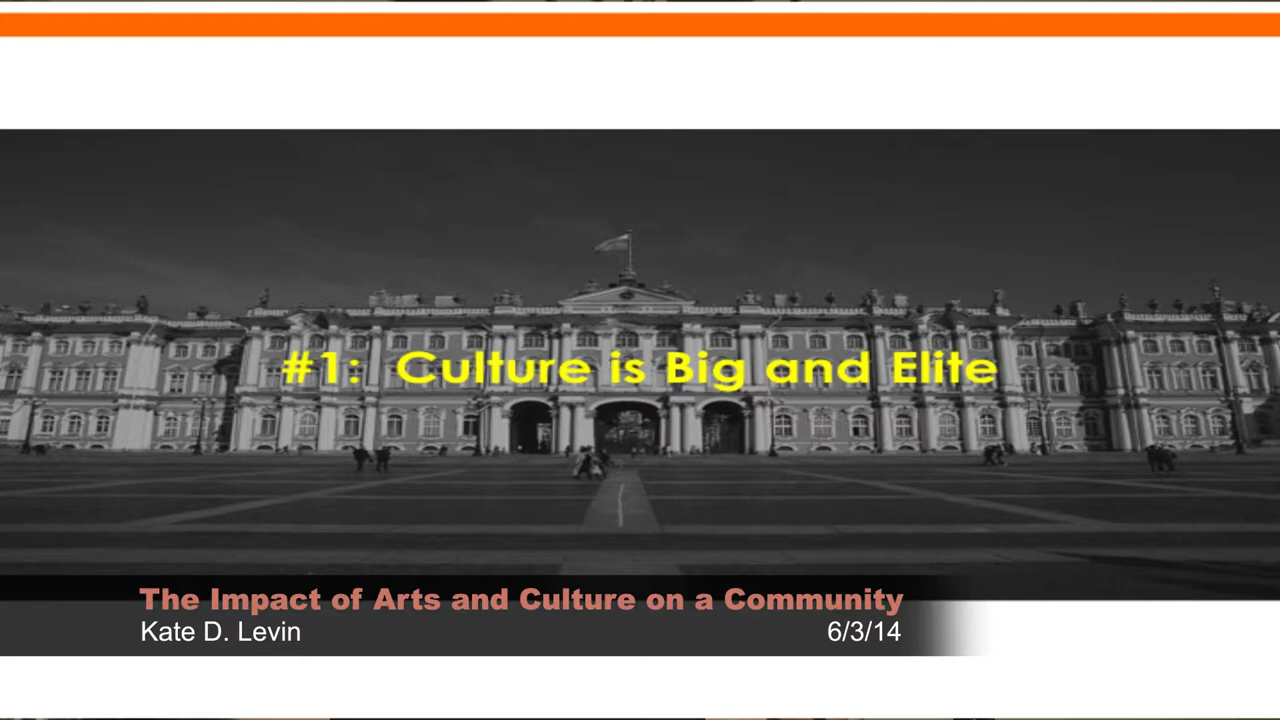 #1: Culture is Big and Elite
The Impact of Arts and Culture on a Community
Kate D. Levin 6/3/14